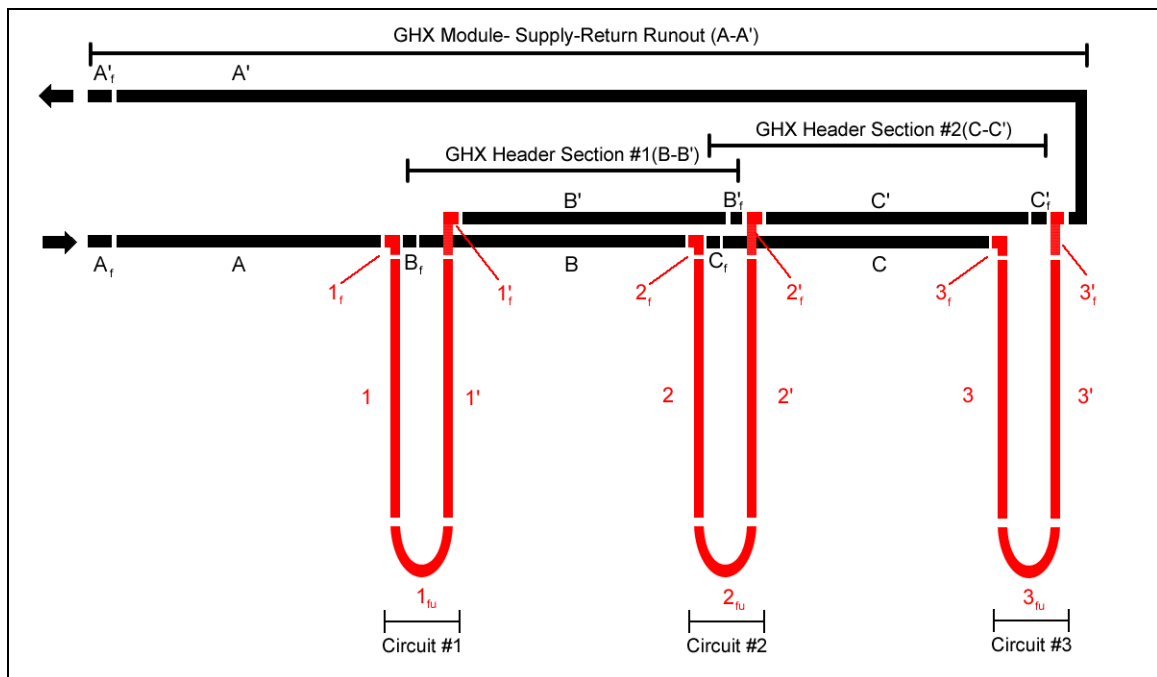 GHX Module- Supply-Return Runout (A-A')
A'f A'
GHX Header Section #2(C-C')
GHX Header Section #1(B-B')
B' B'f C' C'f
Af A Bf B Cf C
1f 1'f 2f 2'f 3f 3'f
1 1' 2 2' 3 3'
1fu 2fu 3fu
Circuit #1 Circuit #2 Circuit #3